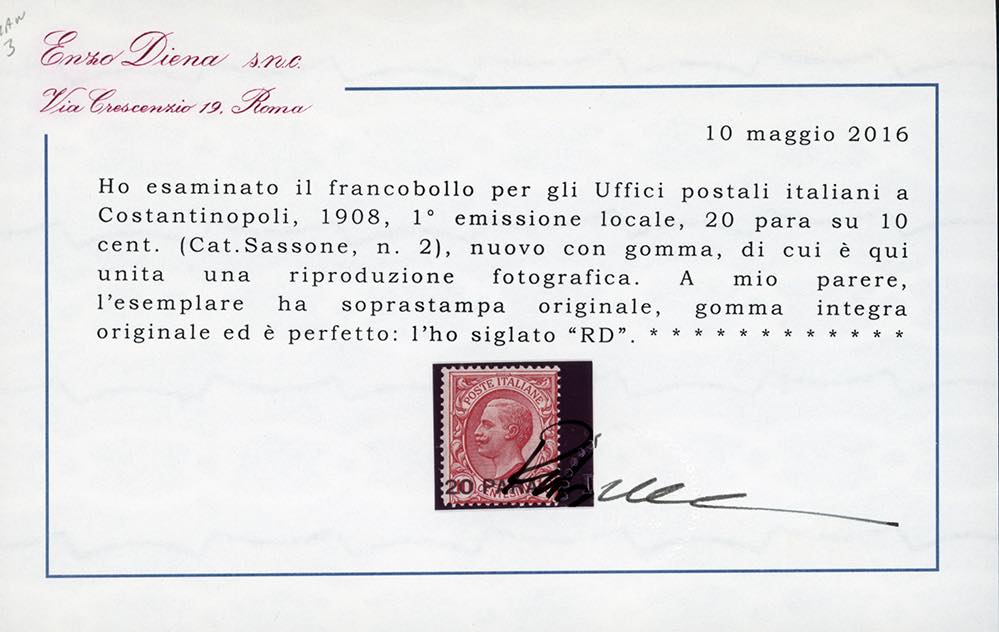 3
Enzo Diena s.n.c.
Via Crescenzio 19, Roma
10 maggio 2016
Ho esaminato il francobollo per gli Uffici postali italiani a
Costantinopoli, 1908, 1° emissione locale, 20 para su 10
cent. (Cat.Sassone, n. 2), nuovo con gomma, di cui è qui
unita una riproduzione fotografica. A mio parere,
l'esemplare ha soprastampa originale, gomma integra
originale ed è perfetto: l'ho siglato “RD”. * * * * * * * * * * * *
POSTE ITALIANE
20